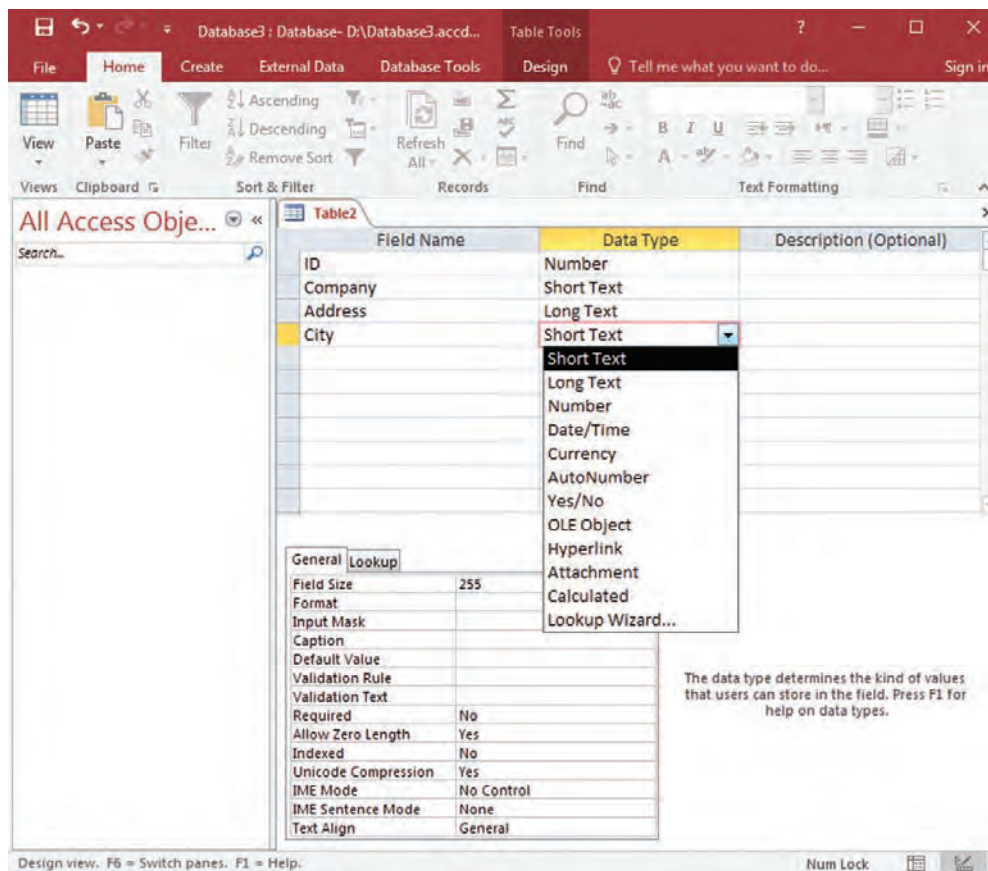 Database3 : Database- D:\Database3.accd... Table Tools ?
File Home Create External Data Database Tools Design Tell me what you want to do... Sign in
View
Paste
Filter
Ascending
Descending
Remove Sort
Refresh All
Find
ab ac
ABC
B I U
A aby
Views Clipboard Sort & Filter Records Find Text Formatting
All Access Obje...
Search...
Table2
Field Name Data Type Description (Optional)
ID Number
Company Short Text
Address Long Text
City Short Text
Short Text
Long Text
Number
Date/Time
Currency
AutoNumber
Yes/No
OLE Object
Hyperlink
Attachment
Calculated
Lookup Wizard...
General Lookup
Field Size 255
Format
Input Mask
Caption
Default Value
Validation Rule
Validation Text
Required No
Allow Zero Length Yes
Indexed No
Unicode Compression Yes
IME Mode No Control
IME Sentence Mode None
Text Align General
The data type determines the kind of values
that users can store in the field. Press F1 for
help on data types.
Design view. F6 = Switch panes. F1 = Help. Num Lock